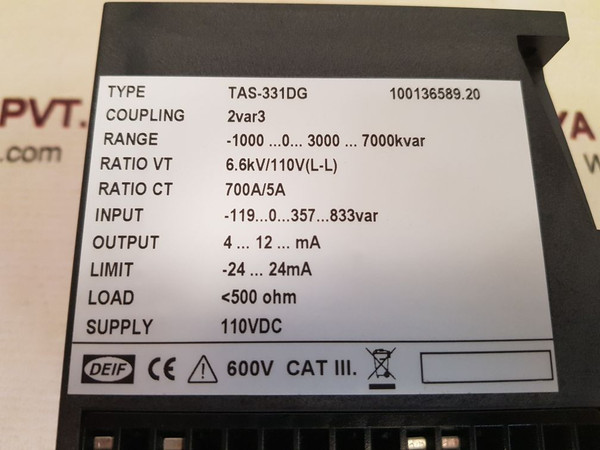 TYPE TAS-331DG 100136589.20
COUPLING 2var3
RANGE -1000 ...0... 3000 ... 7000kvar
RATIO VT 6.6kV/110V(L-L)
RATIO CT 700A/5A
INPUT -119...0...357...833var
OUTPUT 4 ... 12 ... mA
LIMIT -24 ... 24mA
LOAD <500 ohm
SUPPLY 110VDC
DEIF CE 600V CAT III.
PVT.
com
YA
W